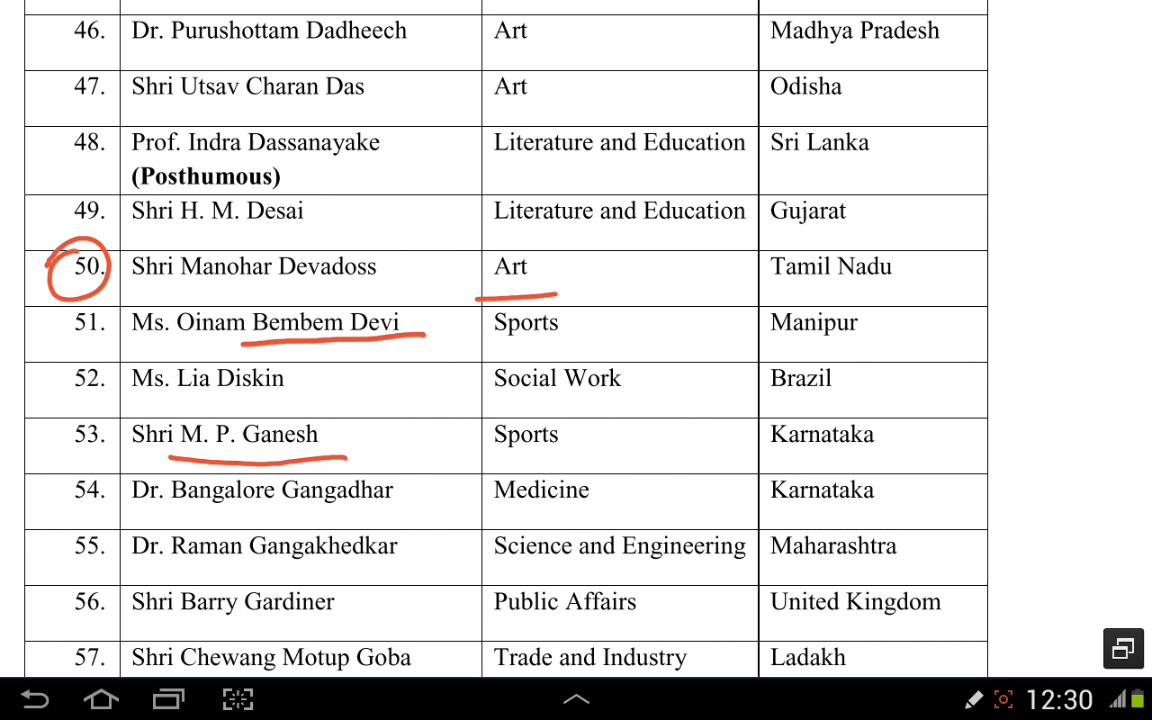 46. Dr. Purushottam Dadheech Art Madhya Pradesh
47. Shri Utsav Charan Das Art Odisha
48. Prof. Indra Dassanayake Literature and Education Sri Lanka
(Posthumous)
49. Shri H. M. Desai Literature and Education Gujarat
50. Shri Manohar Devadoss Art Tamil Nadu
51. Ms. Oinam Bembem Devi Sports Manipur
52. Ms. Lia Diskin Social Work Brazil
53. Shri M. P. Ganesh Sports Karnataka
54. Dr. Bangalore Gangadhar Medicine Karnataka
55. Dr. Raman Gangakhedkar Science and Engineering Maharashtra
56. Shri Barry Gardiner Public Affairs United Kingdom
57. Shri Chewang Motup Goba Trade and Industry Ladakh
12:30